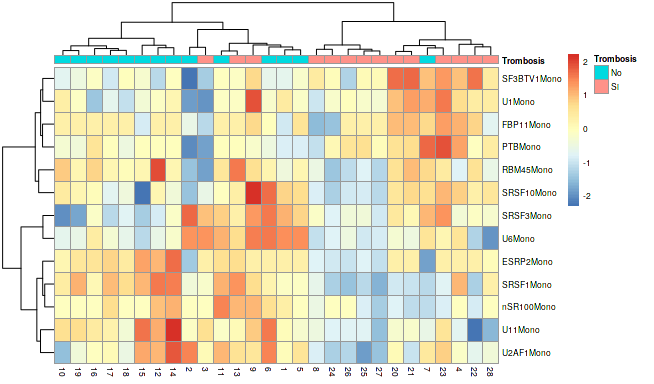 Trombosis
SF3BTV1Mono
U1Mono
FBP11Mono
PTBMono
RBM45Mono
SRSF10Mono
SRSF3Mono
U6Mono
ESRP2Mono
SRSF1Mono
nSR100Mono
U11Mono
U2AF1Mono
10 19 16 17 18 15 12 14 2 3 11 13 9 6 1 5 8 24 26 25 27 20 21 7 23 4 22 28
2
1
0
-1
-2
Trombosis
No
SI